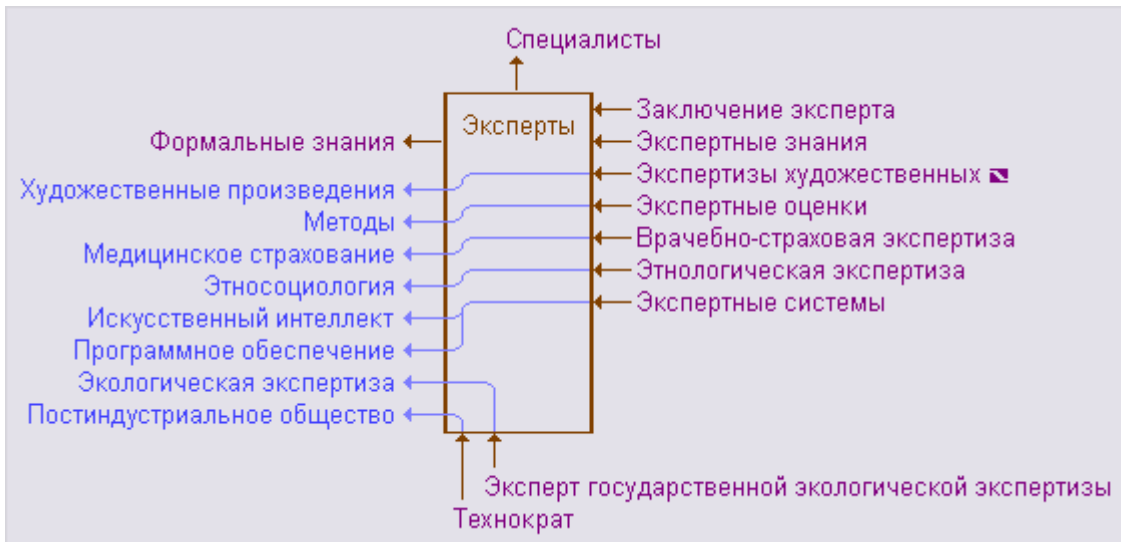 Специалисты
Эксперты
Формальные знания
Художественные произведения
Методы
Медицинское страхование
Этносоциология
Искусственный интеллект
Программное обеспечение
Экологическая экспертиза
Постиндустриальное общество
Заключение эксперта
Экспертные знания
Экспертизы художественных
Экспертные оценки
Врачебно-страховая экспертиза
Этнологическая экспертиза
Экспертные системы
Эксперт государственной экологической экспертизы
Технократ